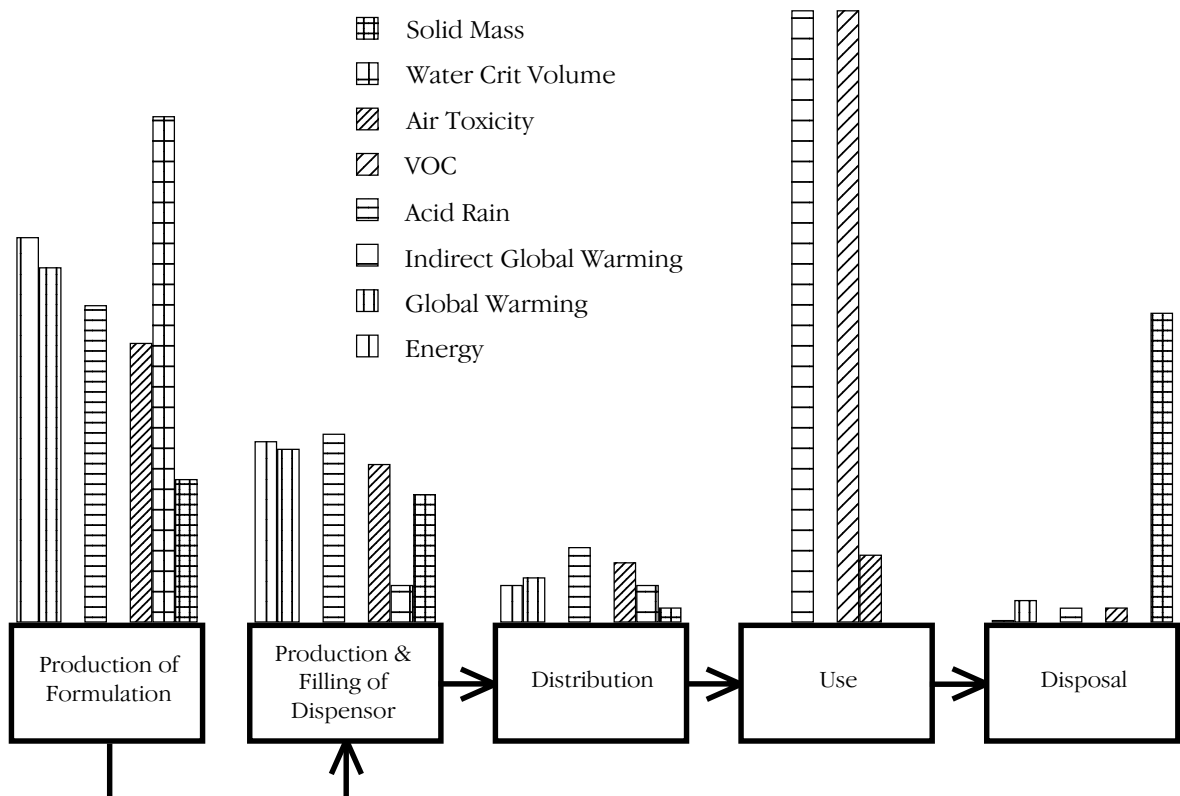 Solid Mass
Water Crit Volume
Air Toxicity
VOC
Acid Rain
Indirect Global Warming
Global Warming
Energy
Production of
Formulation
Production &
Filling of
Dispensor
Distribution
Use
Disposal